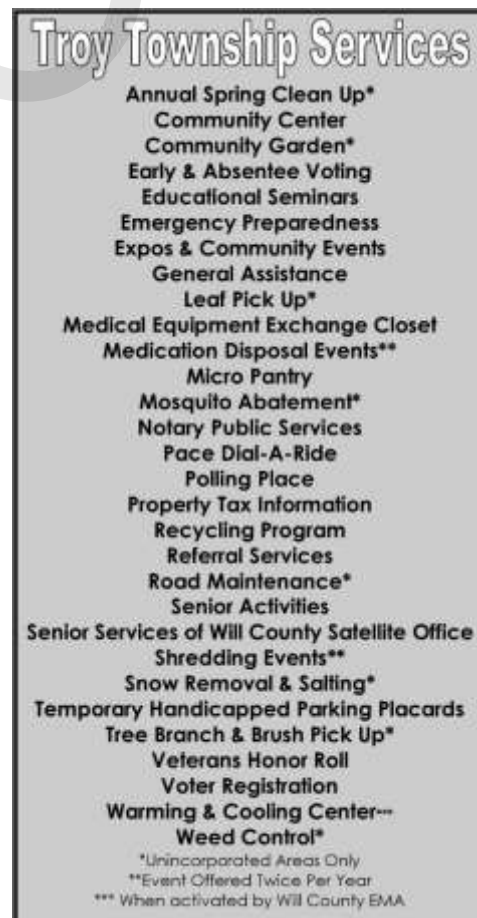 Troy Township Services
Annual Spring Clean Up*
Community Center
Community Garden*
Early & Absentee Voting
Educational Seminars
Emergency Preparedness
Expos & Community Events
General Assistance
Leaf Pick Up*
Medical Equipment Exchange Closet
Medication Disposal Events**
Micro Pantry
Mosquito Abatement*
Notary Public Services
Pace Dial-A-Ride
Polling Place
Property Tax Information
Recycling Program
Referral Services
Road Maintenance*
Senior Activities
Senior Services of Will County Satellite Office
Shredding Events**
Snow Removal & Salting*
Temporary Handicapped Parking Placards
Tree Branch & Brush Pick Up*
Veterans Honor Roll
Voter Registration
Warming & Cooling Center***
Weed Control*
*Unincorporated Areas Only
**Event Offered Twice Per Year
*** When activated by Will County EMA